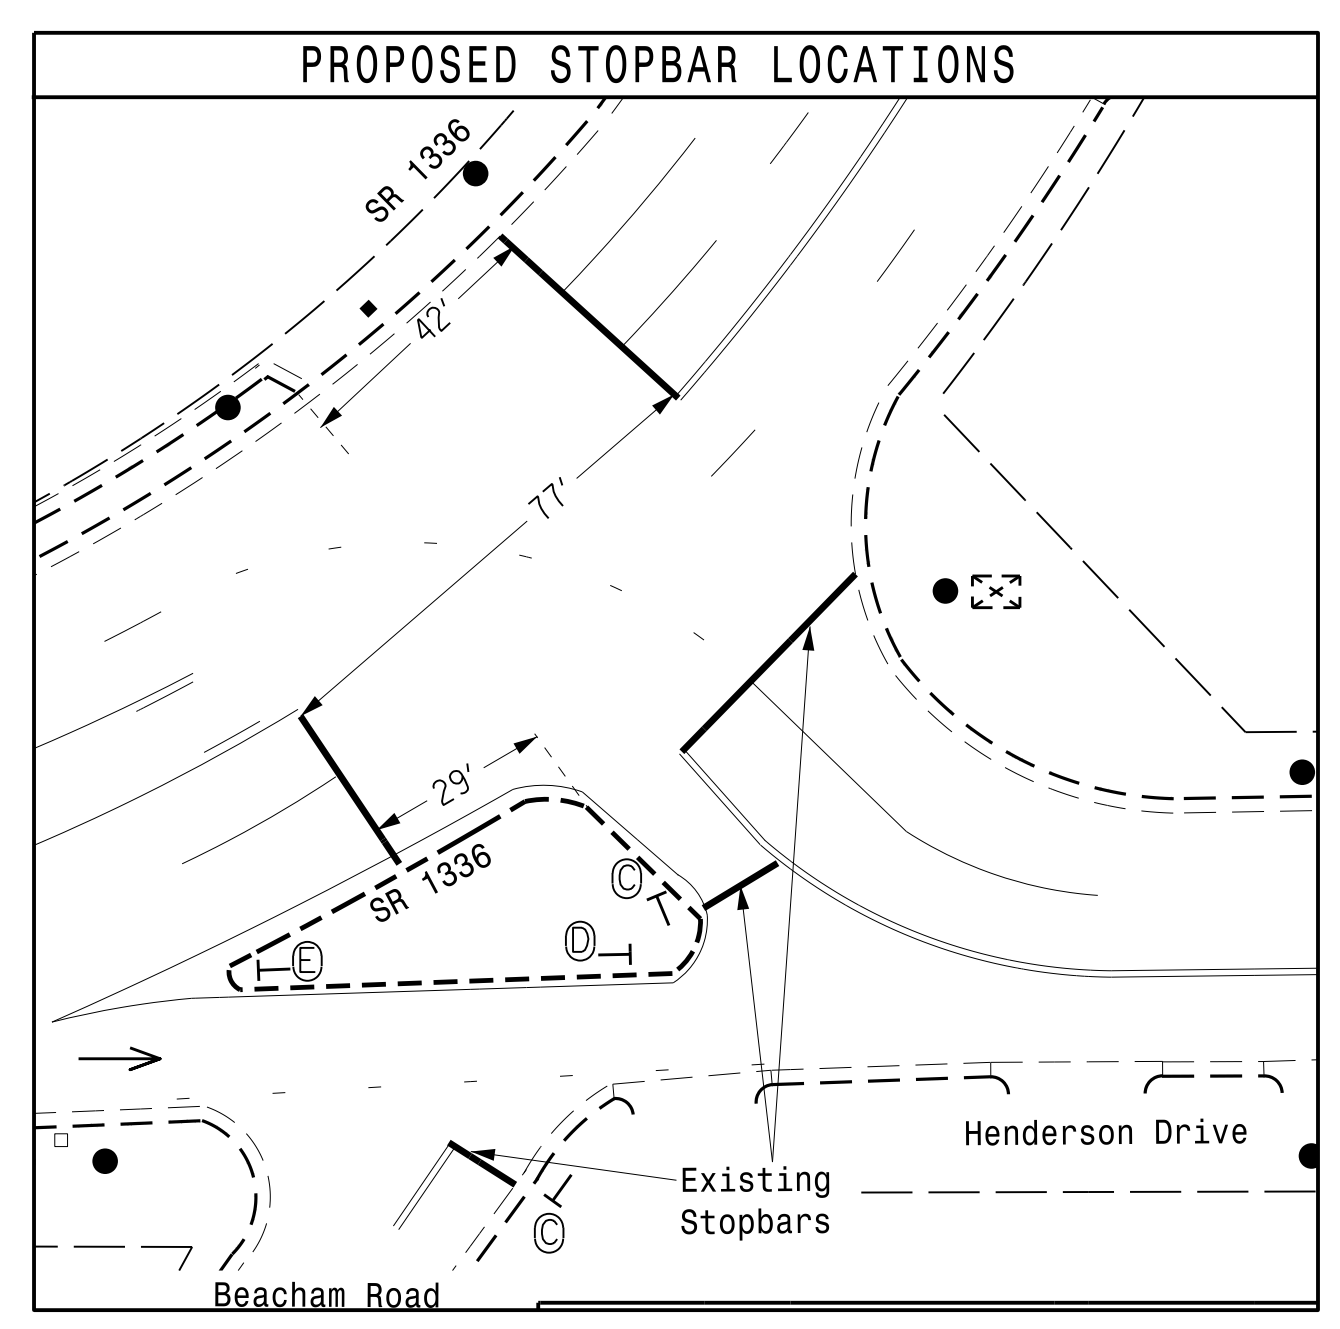 PROPOSED STOPBAR LOCATIONS
SR 1336
42'
77'
29'
SR 1336
C
D
E
Henderson Drive
Existing
Stopbars
C
Beacham Road